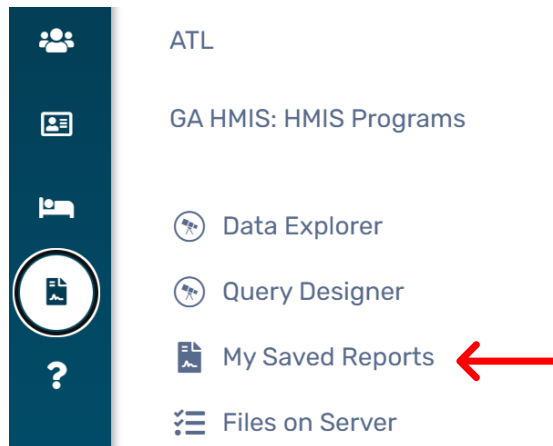 ATL
GA HMIS: HMIS Programs
Data Explorer
Query Designer
My Saved Reports
?
Files on Server